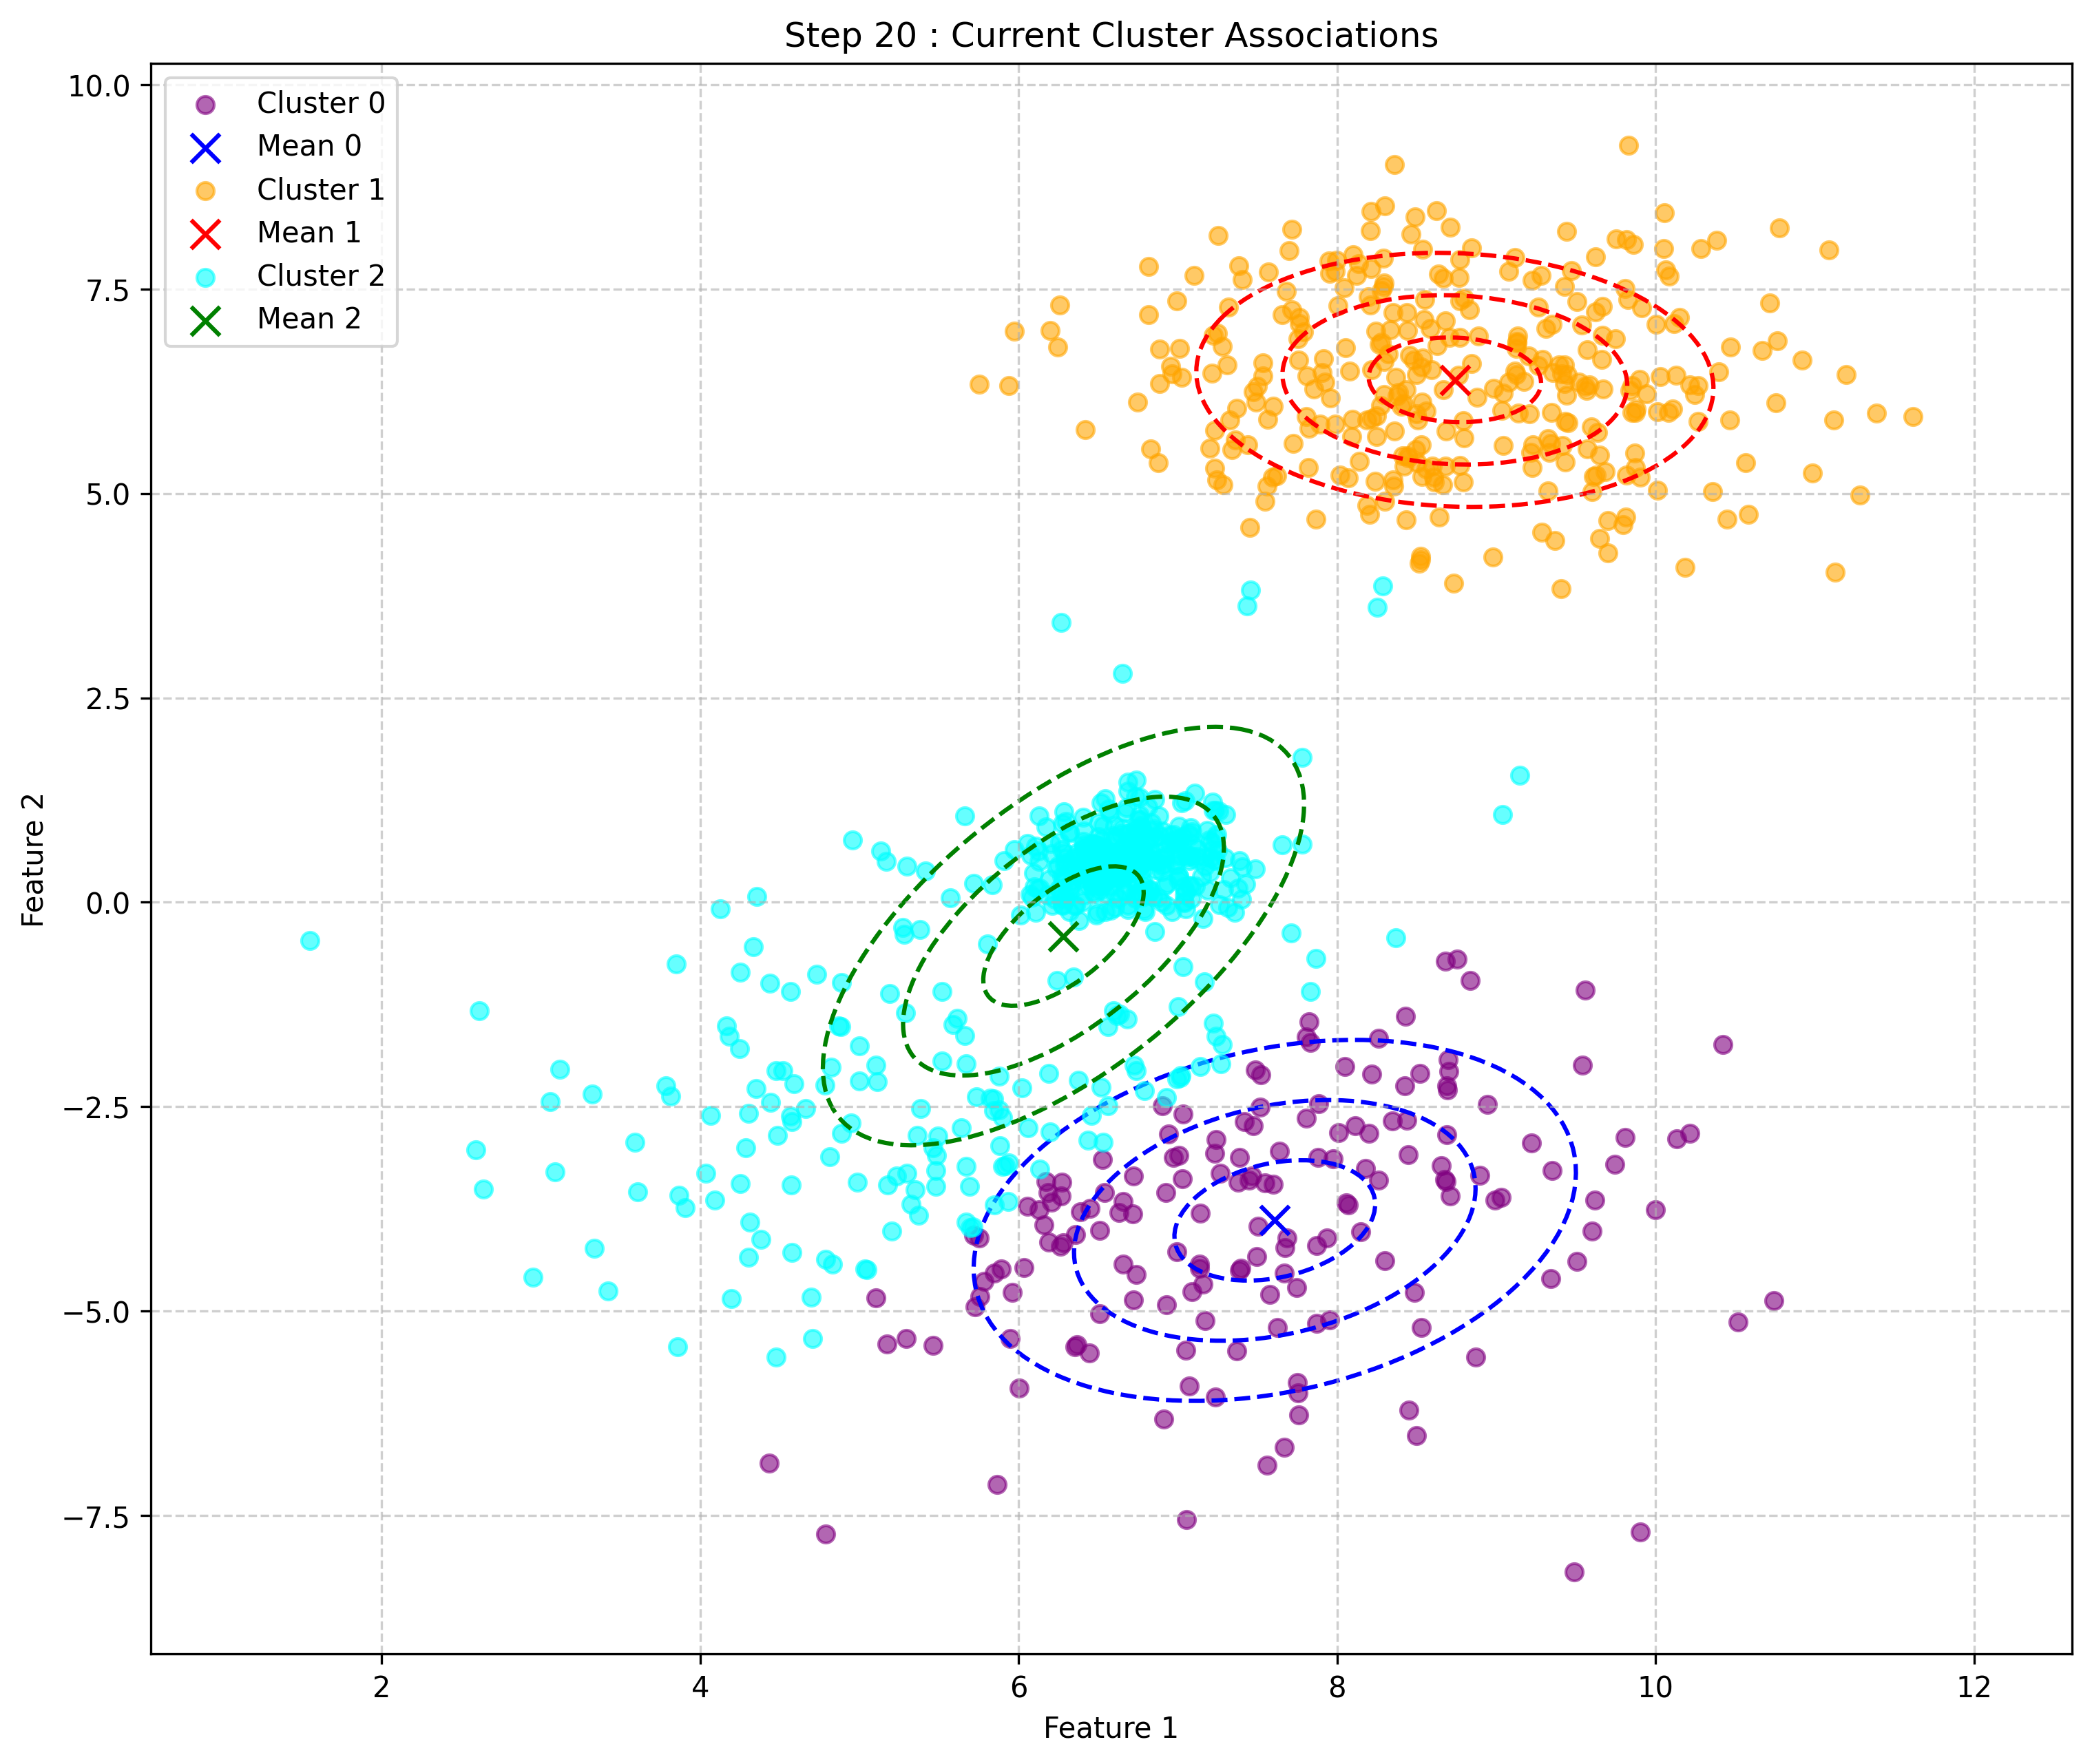 Step 20 : Current Cluster Associations
Cluster 0
Mean 0
Cluster 1
Mean 1
Cluster 2
Mean 2
10.0
7.5
5.0
2.5
0.0
−2.5
−5.0
−7.5
Feature 2
2
4
6
8
10
12
Feature 1